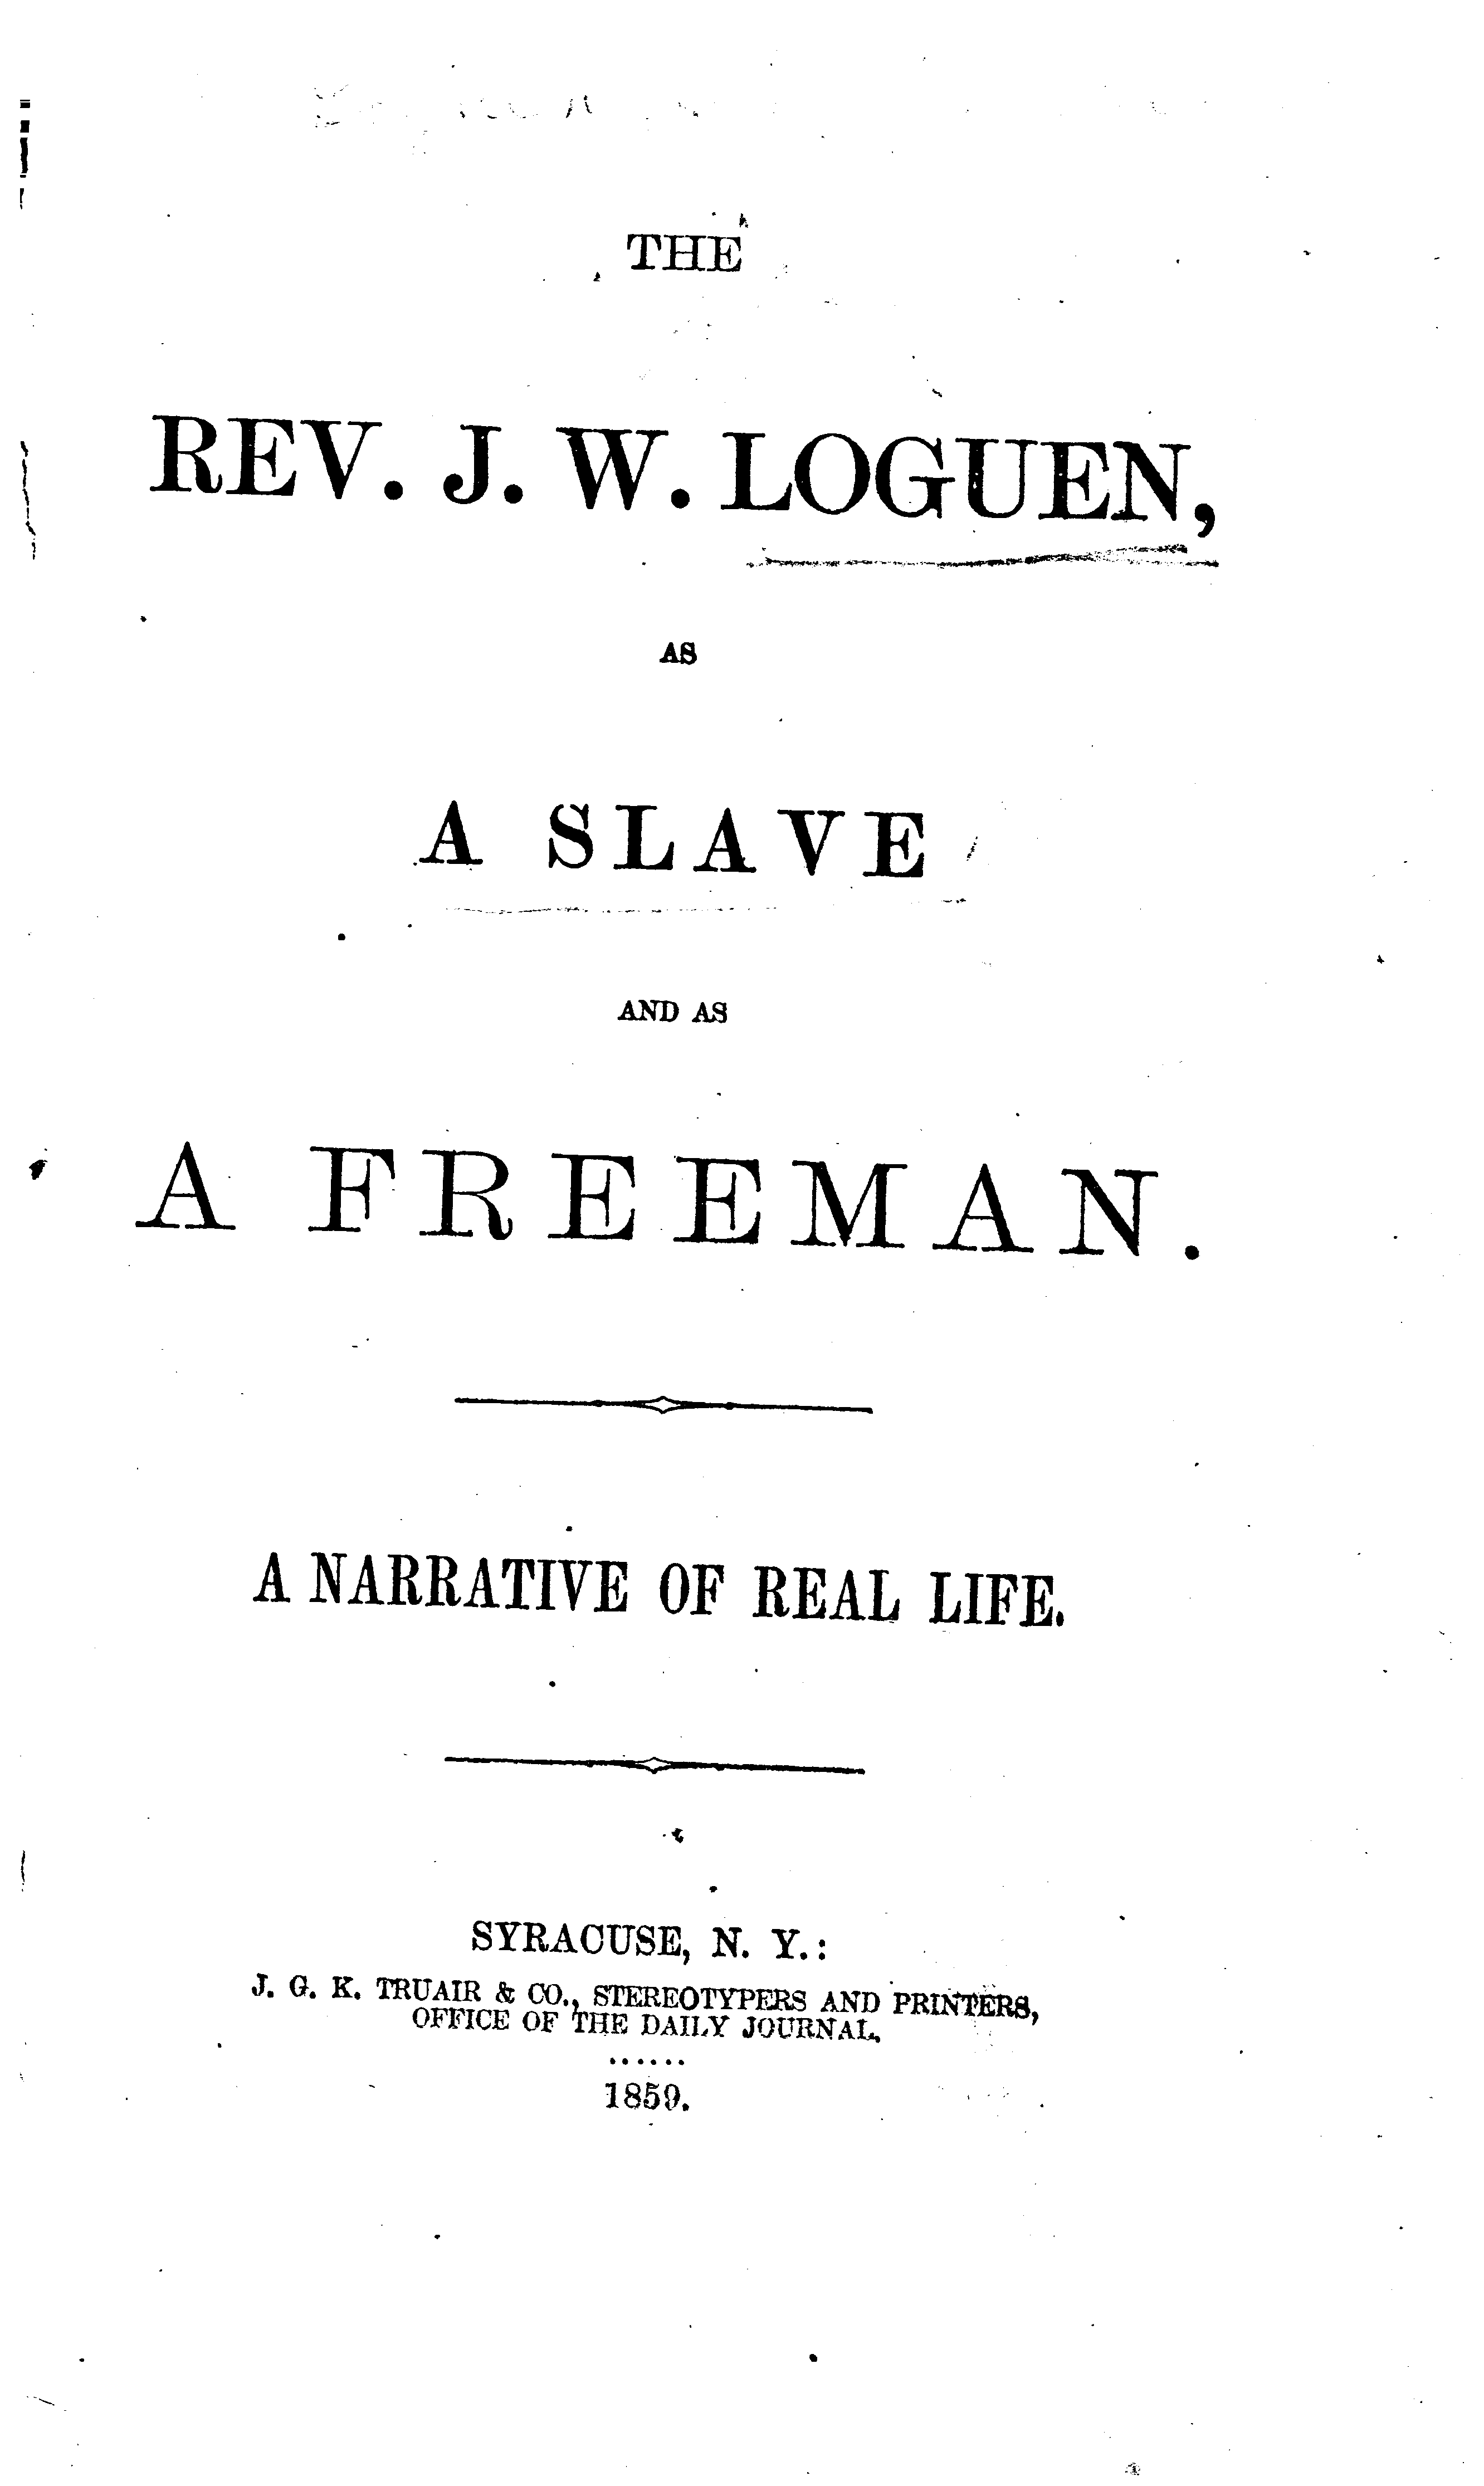 THE
REV. J. W. LOGUEN,
AS
A SLAVE
AND AS
A FREEMAN.
A NARRATIVE OF REAL LIFE.
SYRACUSE, N. Y.:
J. G. K. TRUAIR & CO., STEREOTYPERS AND PRINTERS,
OFFICE OF THE DAILY JOURNAL.
......
1859.